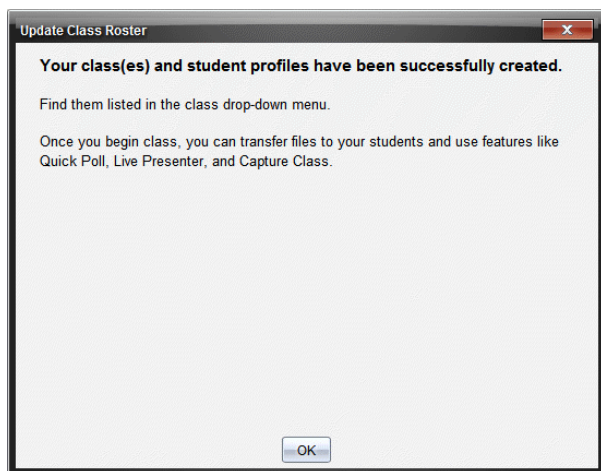 Update Class Roster
X
Your class(es) and student profiles have been successfully created.
Find them listed in the class drop-down menu.
Once you begin class, you can transfer files to your students and use features like
Quick Poll, Live Presenter, and Capture Class.
OK